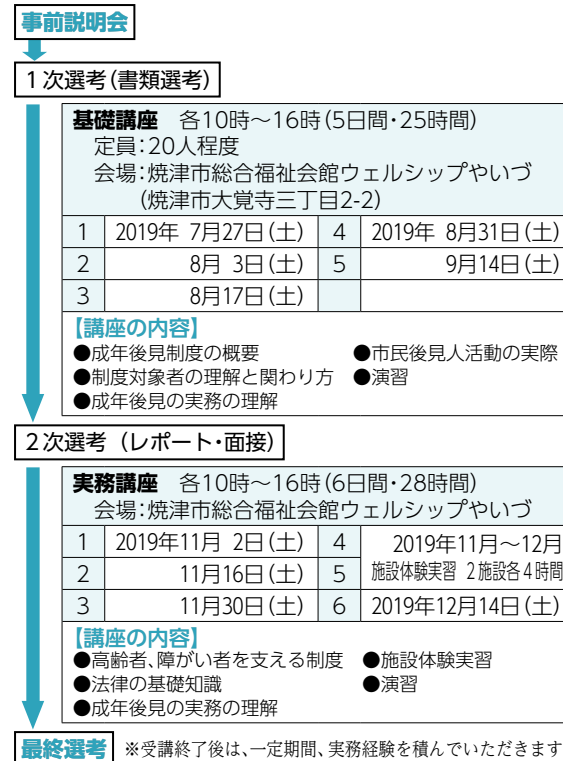 事前説明会
1次選考(書類選考)
基礎講座 各10時～16時(5日間・25時間)
定員:20人程度
会場:焼津市総合福祉会館ウェルシップやいづ
(焼津市大覚寺三丁目2-2)
1 2019年 7月27日(土) 4 2019年 8月31日(土)
2 8月 3日(土) 5 9月14日(土)
3 8月17日(土)
【講座の内容】
●成年後見制度の概要 ●市民後見人活動の実際
●制度対象者の理解と関わり方 ●演習
●成年後見の実務の理解
2次選考 (レポート・面接)
実務講座 各10時～16時(6日間・28時間)
会場:焼津市総合福祉会館ウェルシップやいづ
1 2019年11月 2日(土) 4 2019年11月～12月
2 11月16日(土) 5 施設体験実習 2施設各4時間
3 11月30日(土) 6 2019年12月14日(土)
【講座の内容】
●高齢者、障がい者を支える制度 ●施設体験実習
●法律の基礎知識 ●演習
●成年後見の実務の理解
最終選考 ※受講終了後は、一定期間、実務経験を積んでいただきます